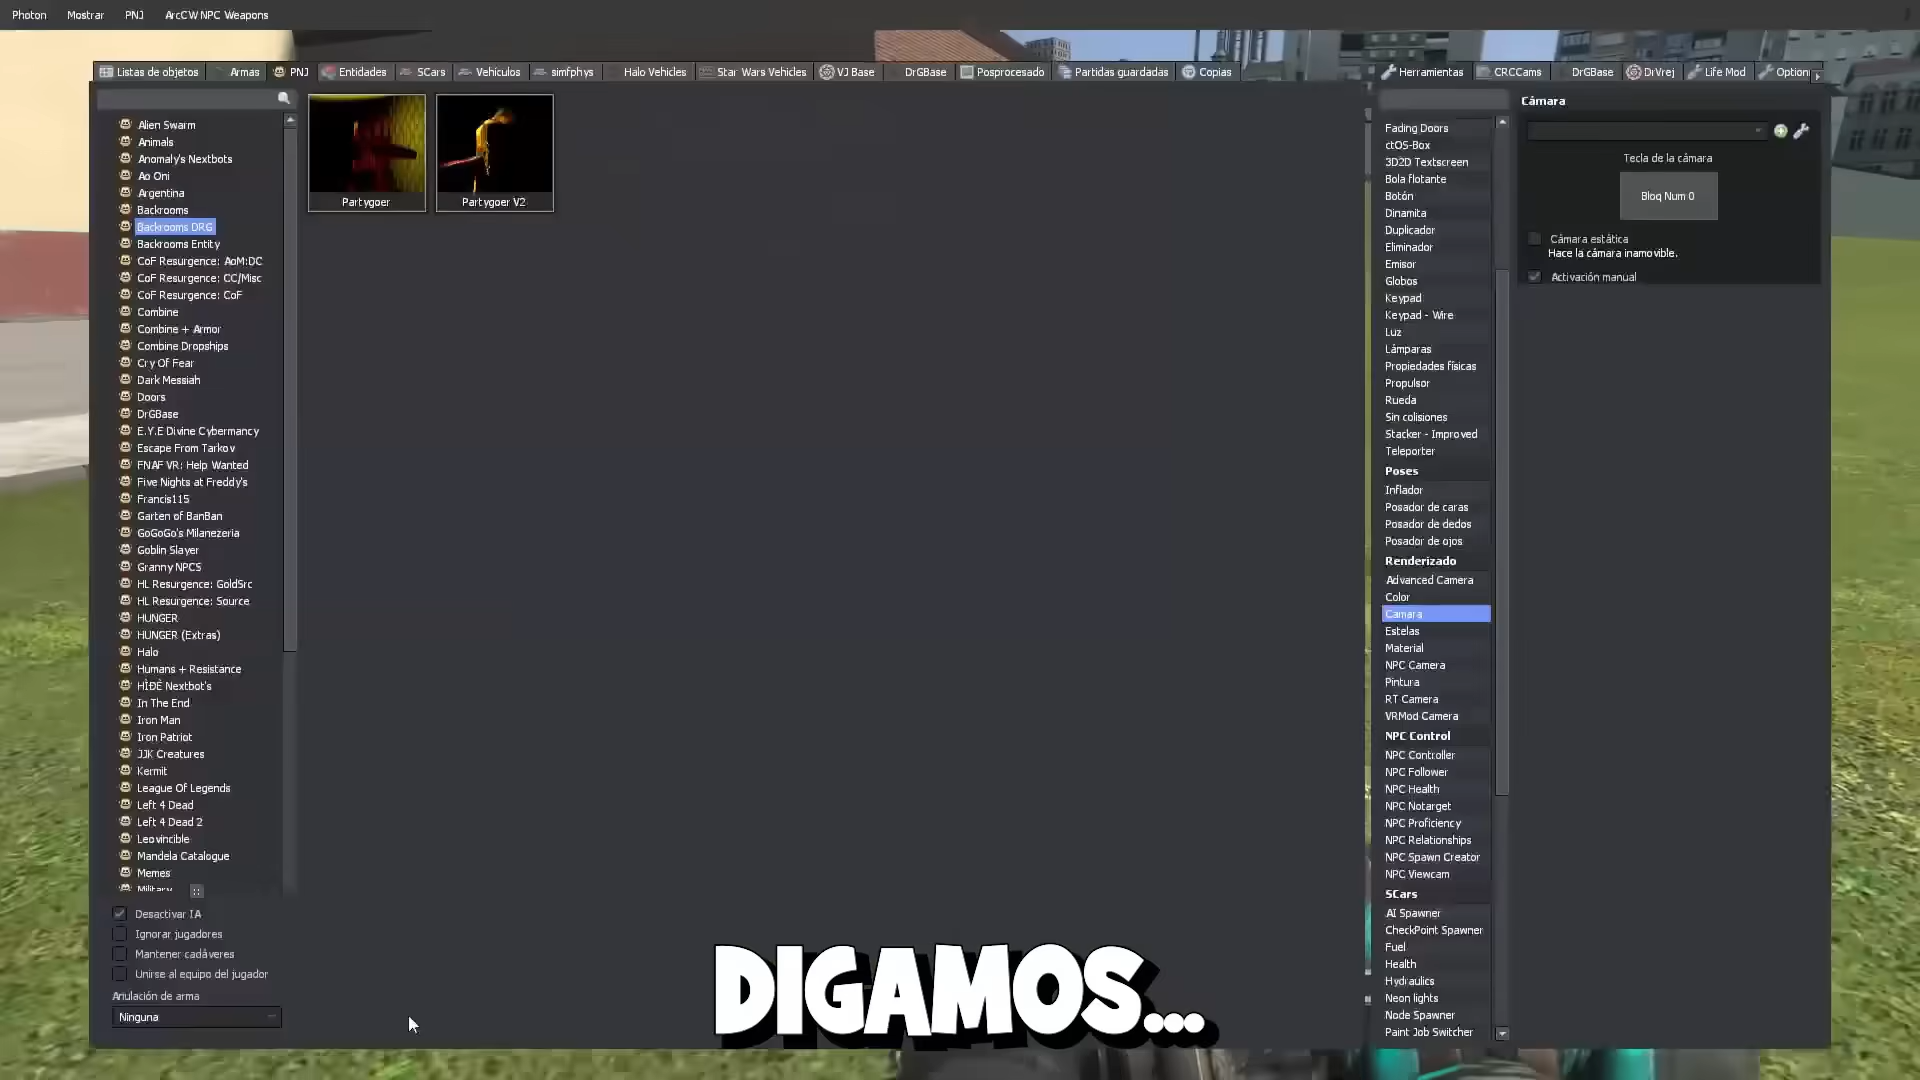 Photon Mostrar PNJ ArcCW NPC Weapons
Listas de objetos Armas PNJ Entidades SCars Vehículos simfphys Halo Vehicles Star Wars Vehicles VJ Base DrGBase Posprocesado Partidas guardadas Copias
Herramientas CRCCams DrGBase DrVrej Life Mod Option
Alien Swarm
Animals
Anomaly's Nextbots
Ao Oni
Argentina
Backrooms
Backrooms DRG
Backrooms Entity
CoF Resurgence: AoM:DC
CoF Resurgence: CC/Misc
CoF Resurgence: CoF
Combine
Combine + Armor
Combine Dropships
Cry Of Fear
Dark Messiah
Doors
DrGBase
E.Y.E Divine Cybermancy
Escape From Tarkov
FNAF VR: Help Wanted
Five Nights at Freddy's
Francis115
Garten of BanBan
GoGoGo's Milanezeria
Goblin Slayer
Granny NPCS
HL Resurgence: GoldSrc
HL Resurgence: Source
HUNGER
HUNGER (Extras)
Halo
Humans + Resistance
HÌÐÈ Nextbot's
In The End
Iron Man
Iron Patriot
JJK Creatures
Kermit
League Of Legends
Left 4 Dead
Left 4 Dead 2
Leovincible
Mandela Catalogue
Memes
Military
Desactivar IA
Ignorar jugadores
Mantener cadáveres
Unirse al equipo del jugador
Anulación de arma
Ninguna
Partygoer
Partygoer V2
DIGAMOS...
Fading Doors
ctOS-Box
3D2D Textscreen
Bola flotante
Botón
Dinamita
Duplicador
Eliminador
Emisor
Globos
Keypad
Keypad - Wire
Luz
Lámparas
Propiedades físicas
Propulsor
Rueda
Sin colisiones
Stacker - Improved
Teleporter
Poses
Inflador
Posador de caras
Posador de dedos
Posador de ojos
Renderizado
Advanced Camera
Color
Cámara
Estelas
Material
NPC Camera
Pintura
RT Camera
VRMod Camera
NPC Control
NPC Controller
NPC Follower
NPC Health
NPC Notarget
NPC Proficiency
NPC Relationships
NPC Spawn Creator
NPC Viewcam
SCars
AI Spawner
CheckPoint Spawner
Fuel
Health
Hydraulics
Neon lights
Node Spawner
Paint Job Switcher
Cámara
Tecla de la cámara
Bloq Num 0
Cámara estática
Hace la cámara inamovible.
Activación manual